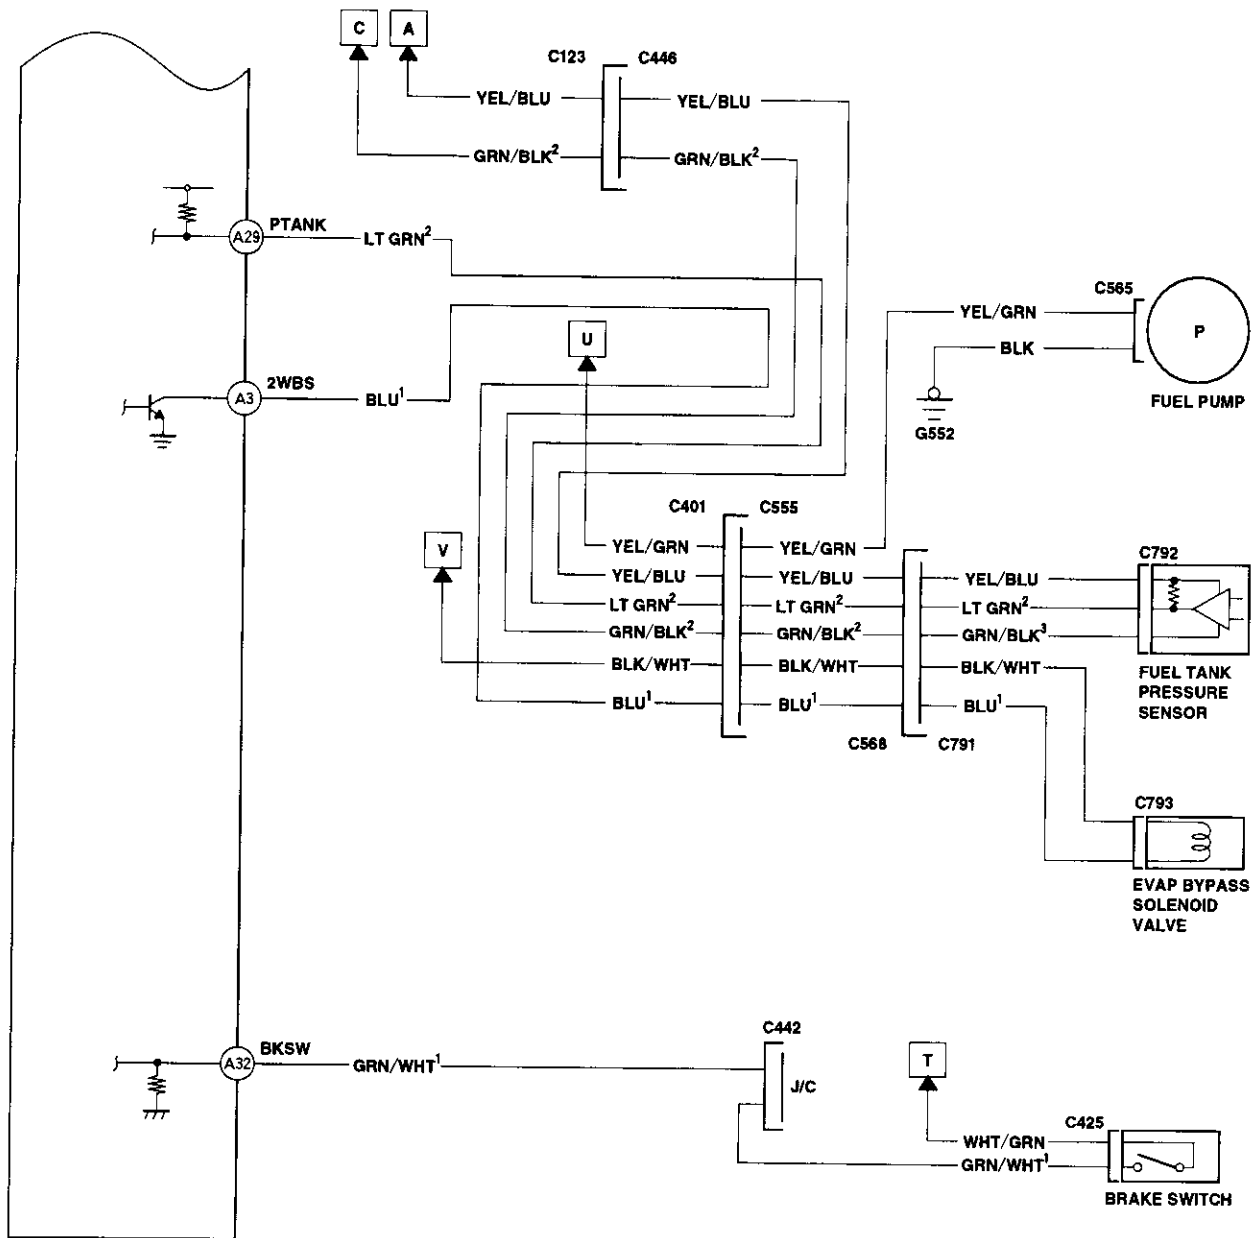 C A
C123 C446
YEL/BLU YEL/BLU
GRN/BLK² GRN/BLK²
A29 PTANK
LT GRN²
C565
YEL/GRN
P
U
BLK
2WBS
A3
BLU¹
FUEL PUMP
G552
C401 C555
V
YEL/GRN YEL/GRN
C792
YEL/BLU YEL/BLU YEL/BLU
LT GRN² LT GRN² LT GRN²
GRN/BLK² GRN/BLK² GRN/BLK³
BLK/WHT BLK/WHT BLK/WHT
FUEL TANK
PRESSURE
SENSOR
BLU¹ BLU¹ BLU¹
C568 C791
C793
EVAP BYPASS
SOLENOID
VALVE
C442
BKSW
A32
GRN/WHT¹
T
J/C
C425
WHT/GRN
GRN/WHT¹
BRAKE SWITCH